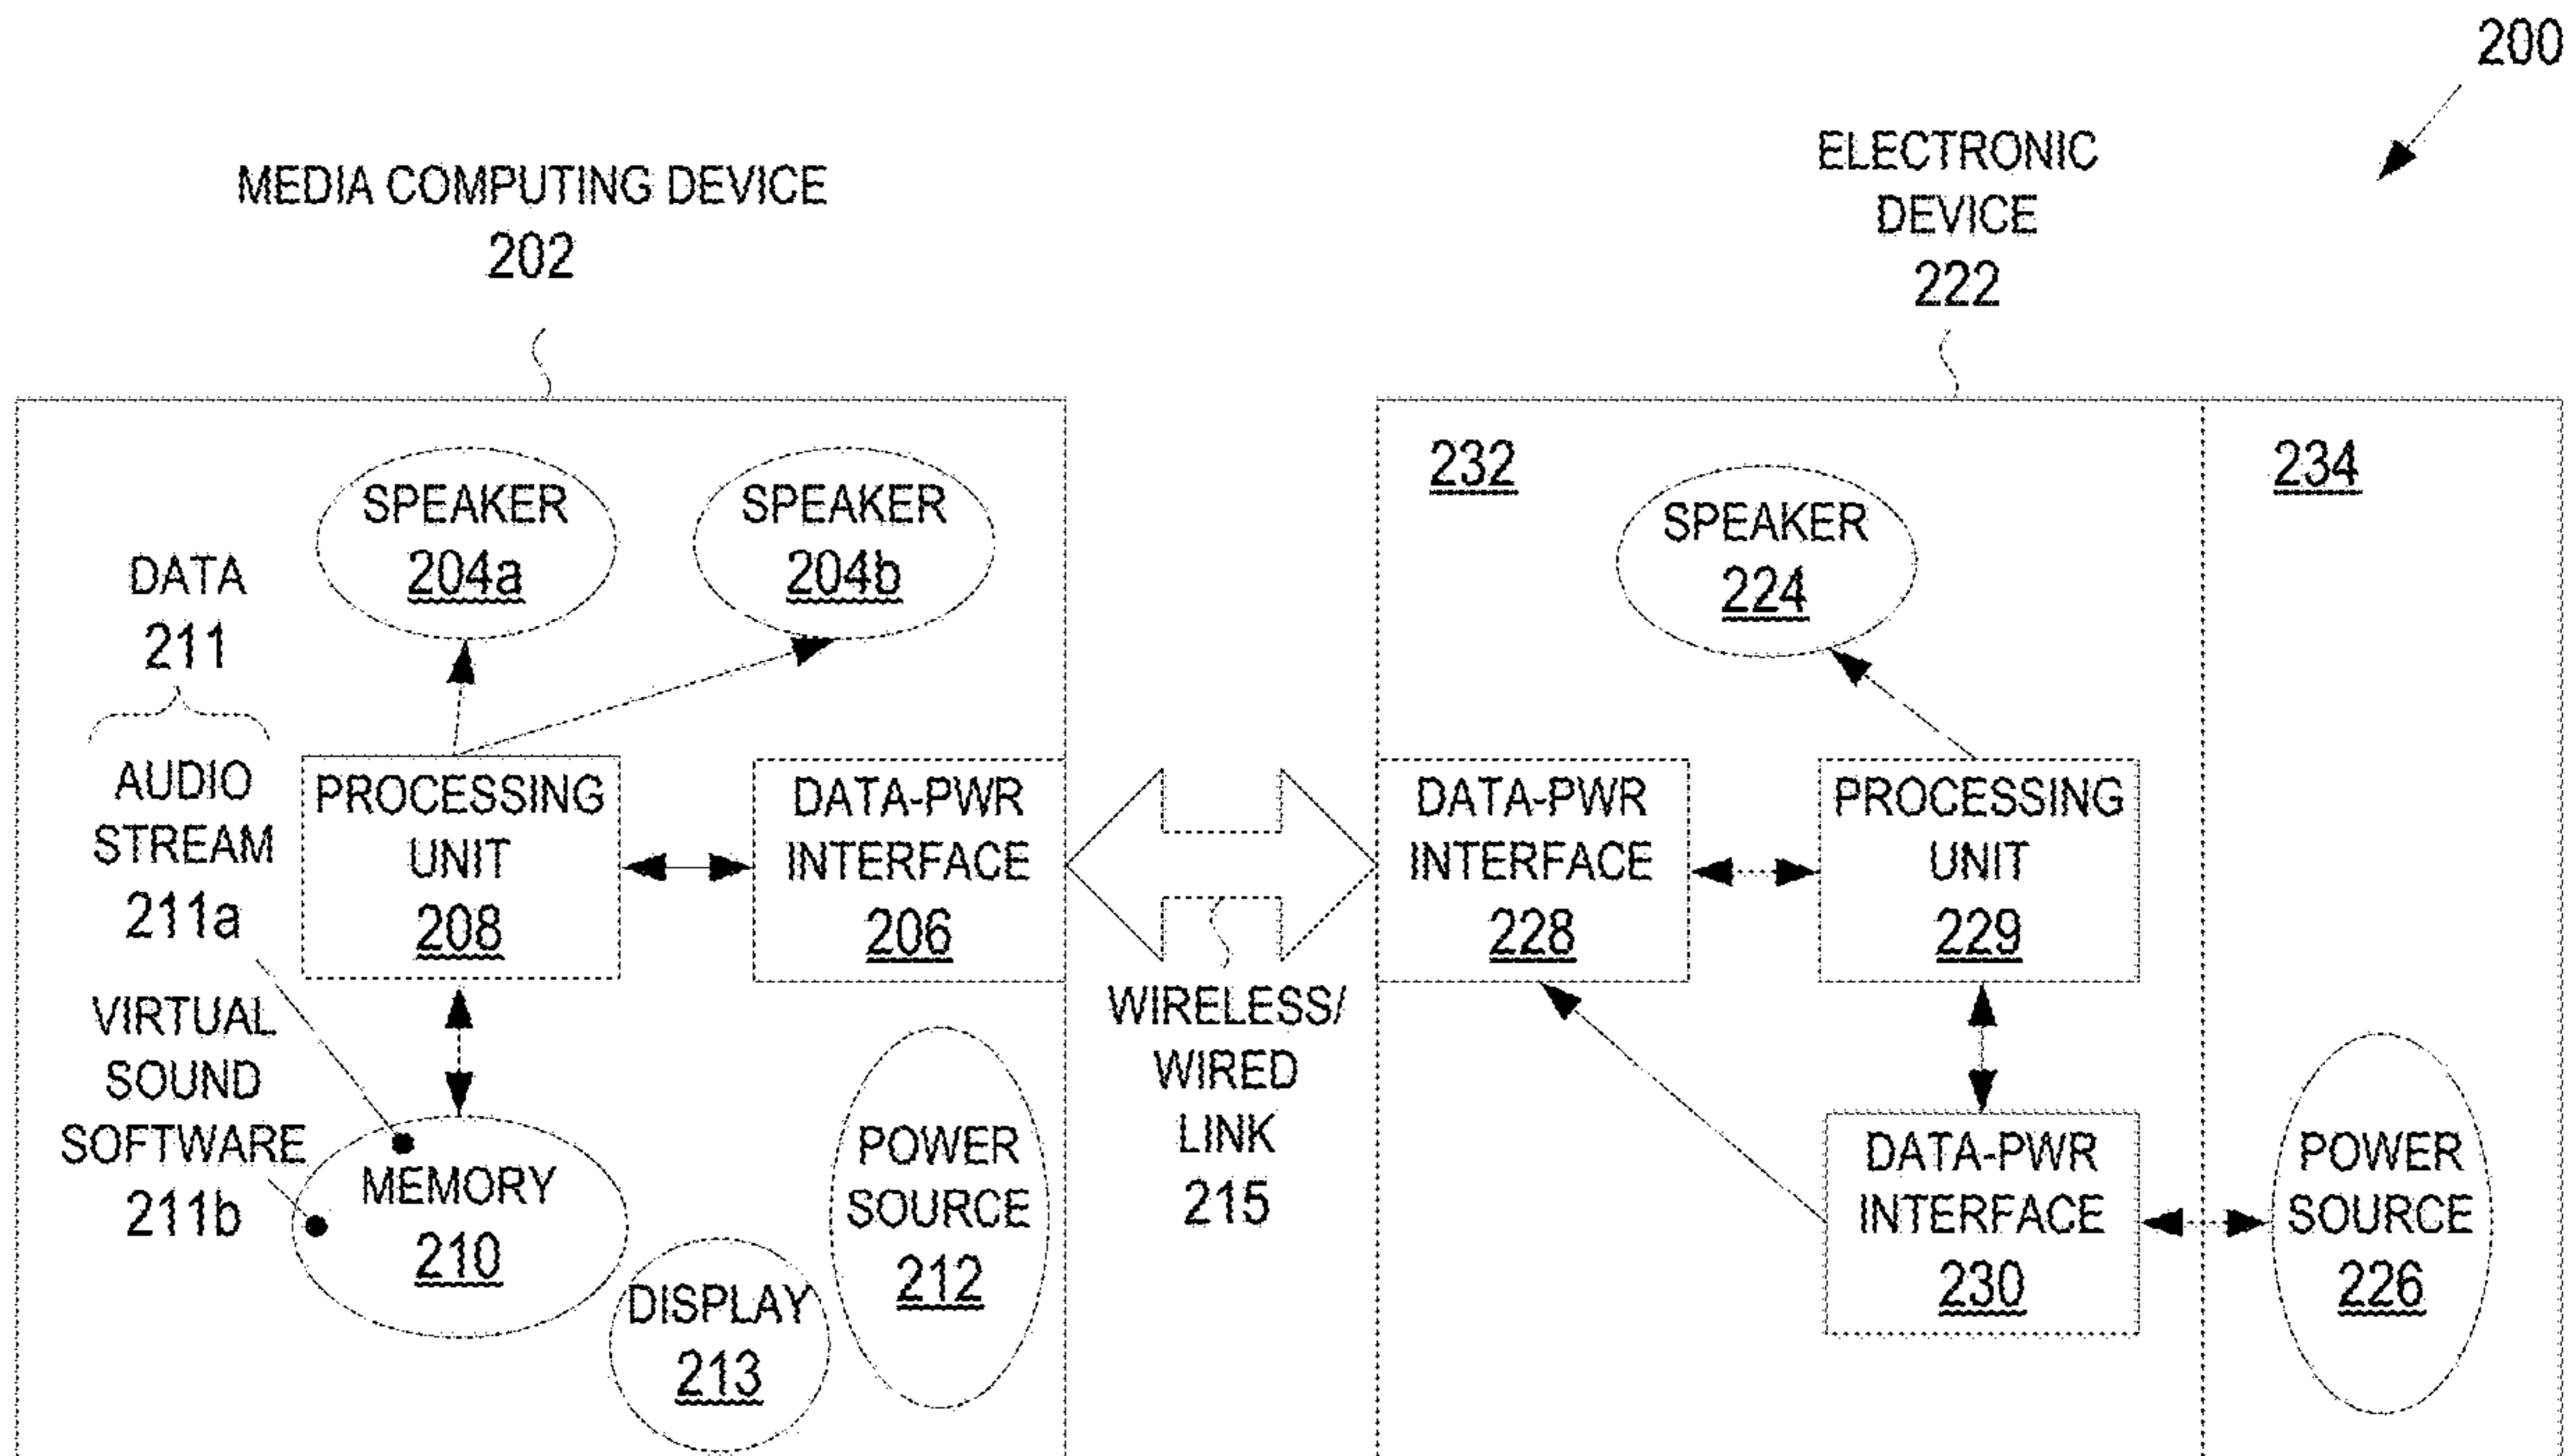 200
MEDIA COMPUTING DEVICE
202
ELECTRONIC
DEVICE
222
SPEAKER
204a
SPEAKER
204b
DATA
211
AUDIO
STREAM
211a
VIRTUAL
SOUND
SOFTWARE
211b
PROCESSING
UNIT
208
DATA-PWR
INTERFACE
206
MEMORY
210
DISPLAY
213
POWER
SOURCE
212
WIRELESS/
WIRED
LINK
215
232
SPEAKER
224
DATA-PWR
INTERFACE
228
PROCESSING
UNIT
229
DATA-PWR
INTERFACE
230
234
POWER
SOURCE
226